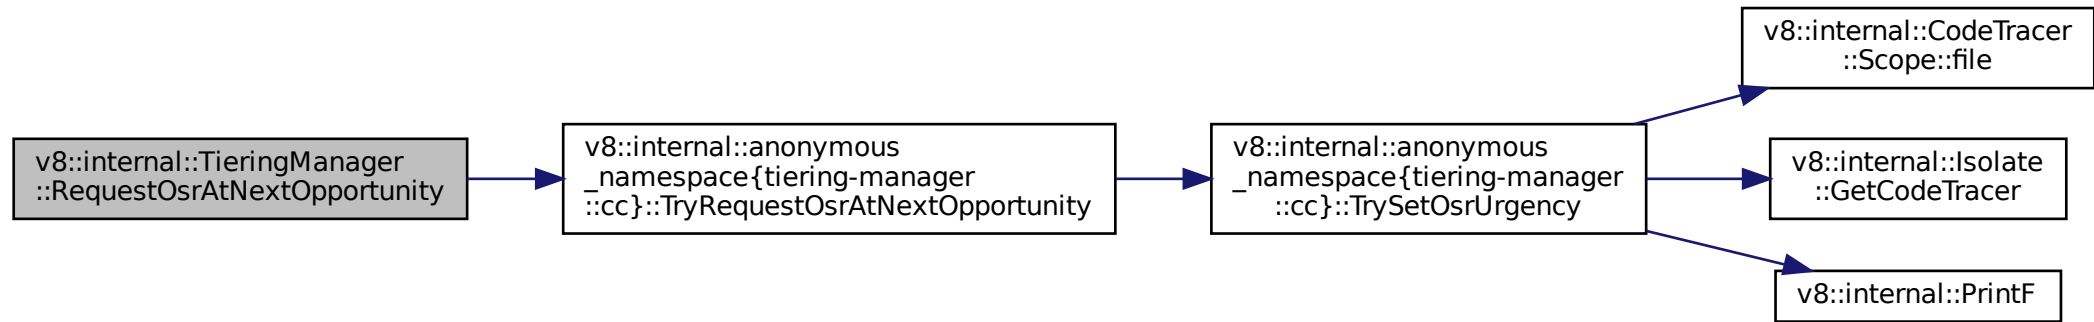 v8::internal::TieringManager
::RequestOsrAtNextOpportunity
v8::internal::anonymous
_namespace{tiering-manager
::cc}::TryRequestOsrAtNextOpportunity
v8::internal::anonymous
_namespace{tiering-manager
::cc}::TrySetOsrUrgency
v8::internal::CodeTracer
::Scope::file
v8::internal::Isolate
::GetCodeTracer
v8::internal::PrintF